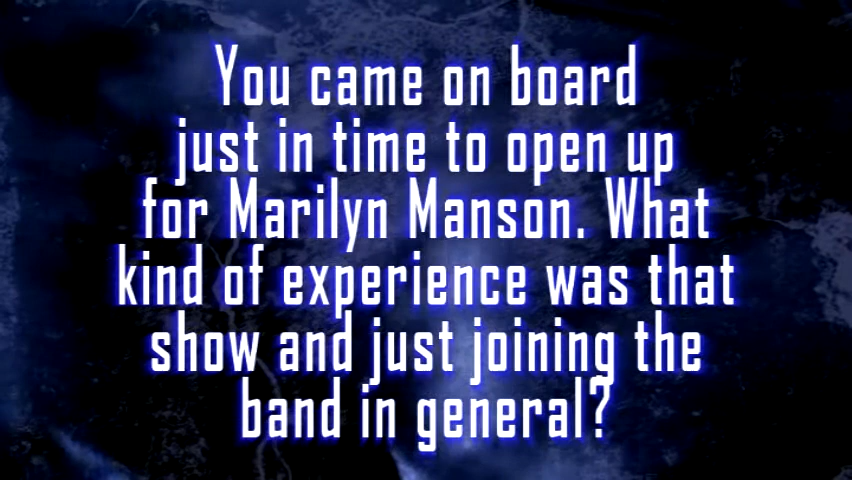 You came on board
just in time to open up
for Marilyn Manson. What
kind of experience was that
show and just joining the
band in general?